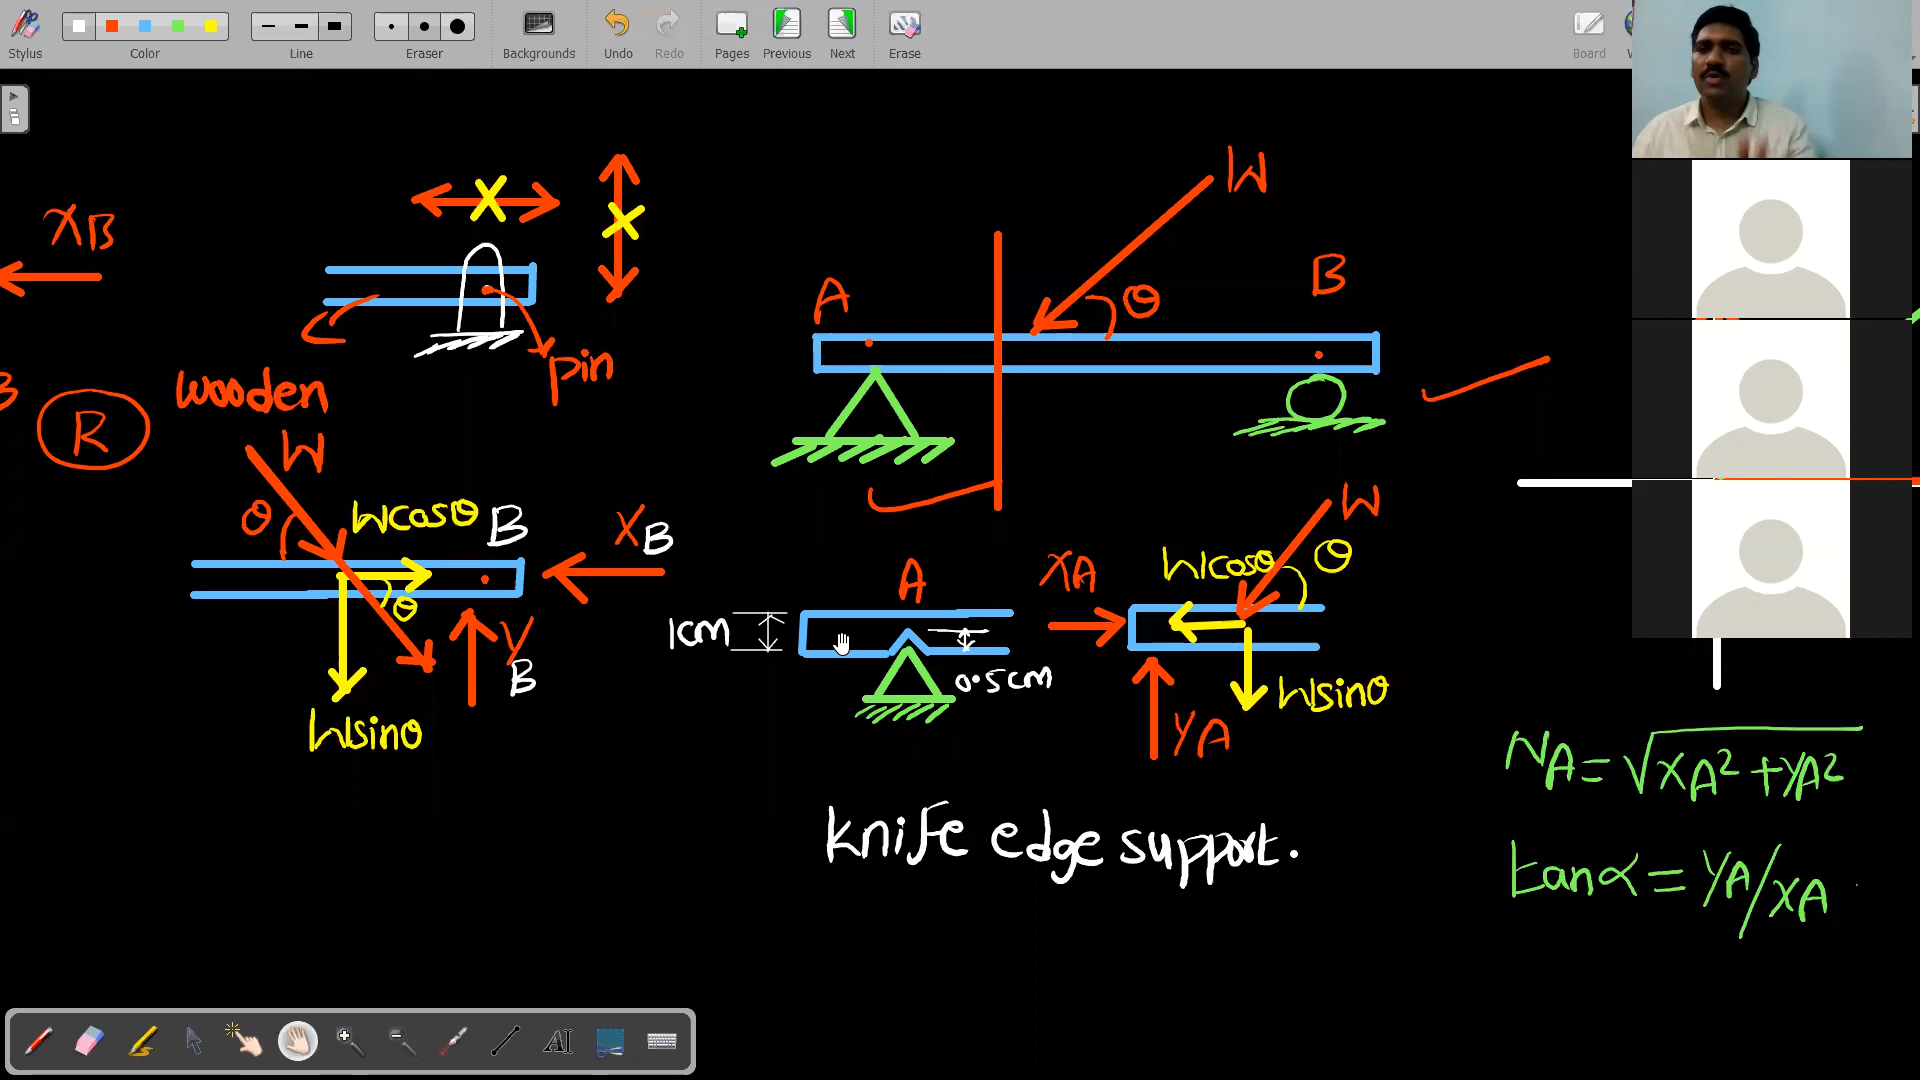 Stylus
Color
Line
Eraser
Backgrounds
Undo
Redo
Pages
Previous
Next
Erase
Board
XB
pin
wooden
R
W
θ
Wcosθ
B
XB
YB
θ
Wsinθ
W
θ
A
B
A
1cm
0.5cm
XA
YA
W
θ
Wcosθ
Wsinθ
knife edge support.
NA = √XA² + YA²
tanα = YA/XA
AI